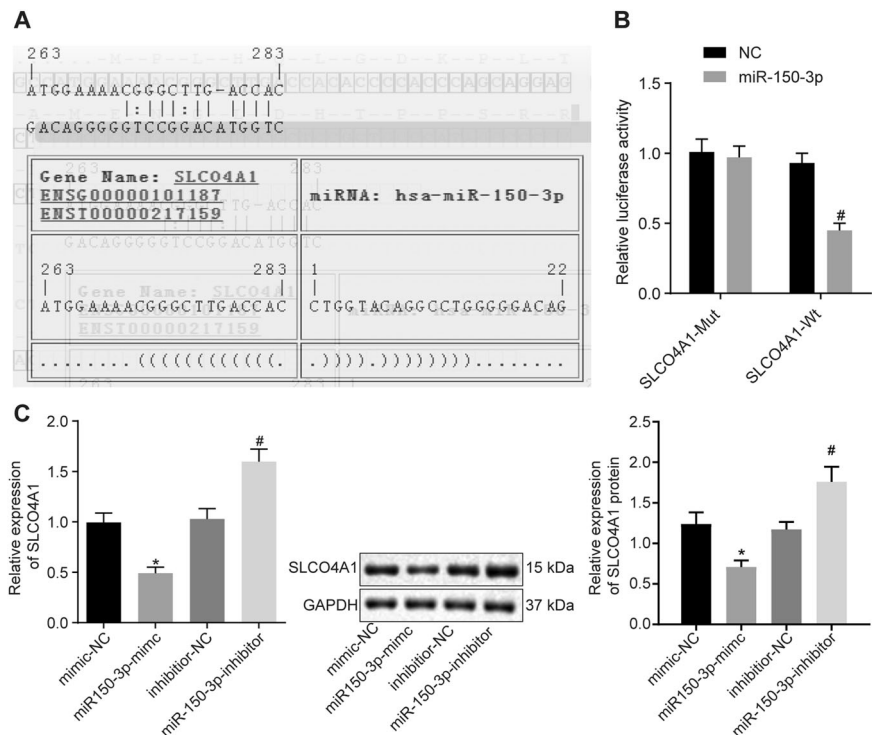 A
263 283
ATGGAAAACGGGCTTG-ACCAC
GACAGGGGGTCCGGACATGGTC
Gene Name: SLCO4A1
ENSG00000101187
ENST00000217159
miRNA: hsa-miR-150-3p
263 283
ATGGAAAACGGGCTTGACCAC
1 22
CTGGTACAGGCCTGGGGGACAG
........((((((((((((. .)))).))))))))........
B
NC
miR-150-3p
Relative luciferase activity
1.5
1.0
0.5
0.0
#
SLCO4A1-Mut
SLCO4A1-Wt
C
Relative expression
of SLCO4A1
2.0
1.5
1.0
0.5
0.0
*
#
mimic-NC
miR150-3p-mimc
inhibitior-NC
miR-150-3p-inhibitor
SLCO4A1
15 kDa
GAPDH
37 kDa
mimic-NC
miR150-3p-mimc
inhibitior-NC
miR-150-3p-inhibitor
Relative expression
of SLCO4A1 protein
2.5
2.0
1.5
1.0
0.5
0.0
*
#
mimic-NC
miR150-3p-mimc
inhibitior-NC
miR-150-3p-inhibitor